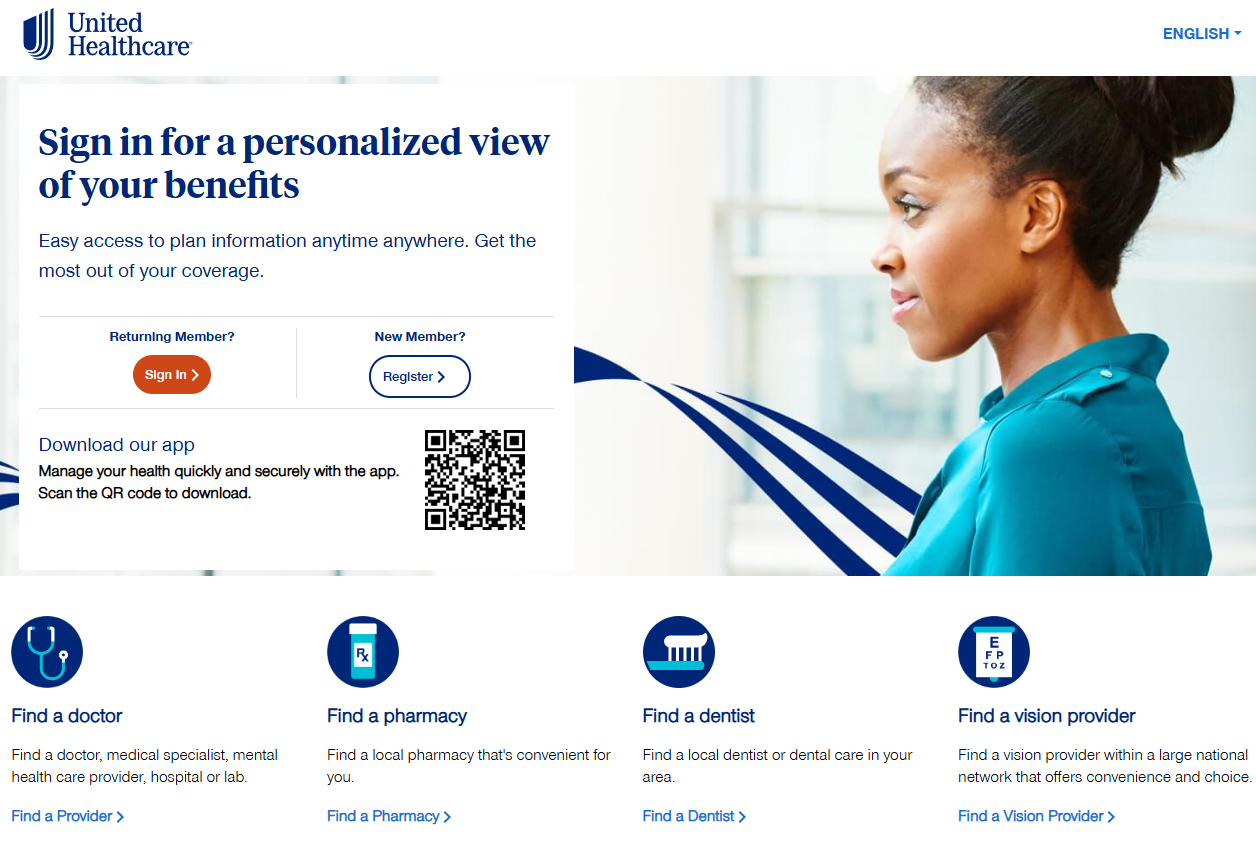 United
Healthcare
ENGLISH
Sign in for a personalized view
of your benefits
Easy access to plan information anytime anywhere. Get the
most out of your coverage.
Returning Member?
New Member?
Sign In
Register
Download our app
Manage your health quickly and securely with the app.
Scan the QR code to download.
Rx
E
F P
T O Z
Find a doctor
Find a pharmacy
Find a dentist
Find a vision provider
Find a doctor, medical specialist, mental
health care provider, hospital or lab.
Find a local pharmacy that's convenient for
you.
Find a local dentist or dental care in your
area.
Find a vision provider within a large national
network that offers convenience and choice.
Find a Provider
Find a Pharmacy
Find a Dentist
Find a Vision Provider